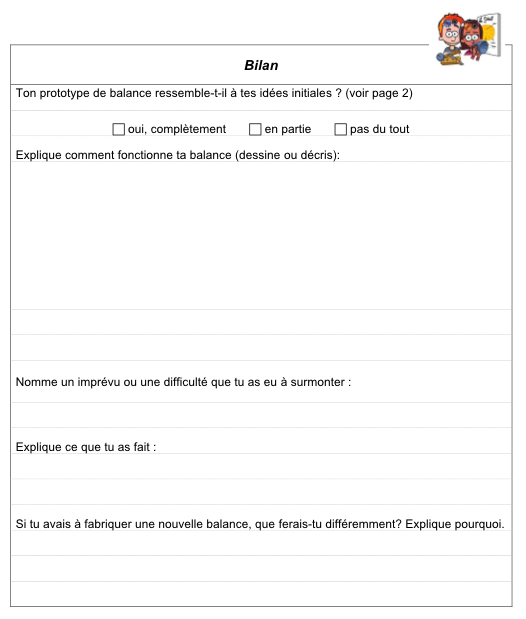 Bilan
Ton prototype de balance ressemble-t-il à tes idées initiales ? (voir page 2)
oui, complètement en partie pas du tout
Explique comment fonctionne ta balance (dessine ou décris):
Nomme un imprévu ou une difficulté que tu as eu à surmonter :
Explique ce que tu as fait :
Si tu avais à fabriquer une nouvelle balance, que ferais-tu différemment? Explique pourquoi.